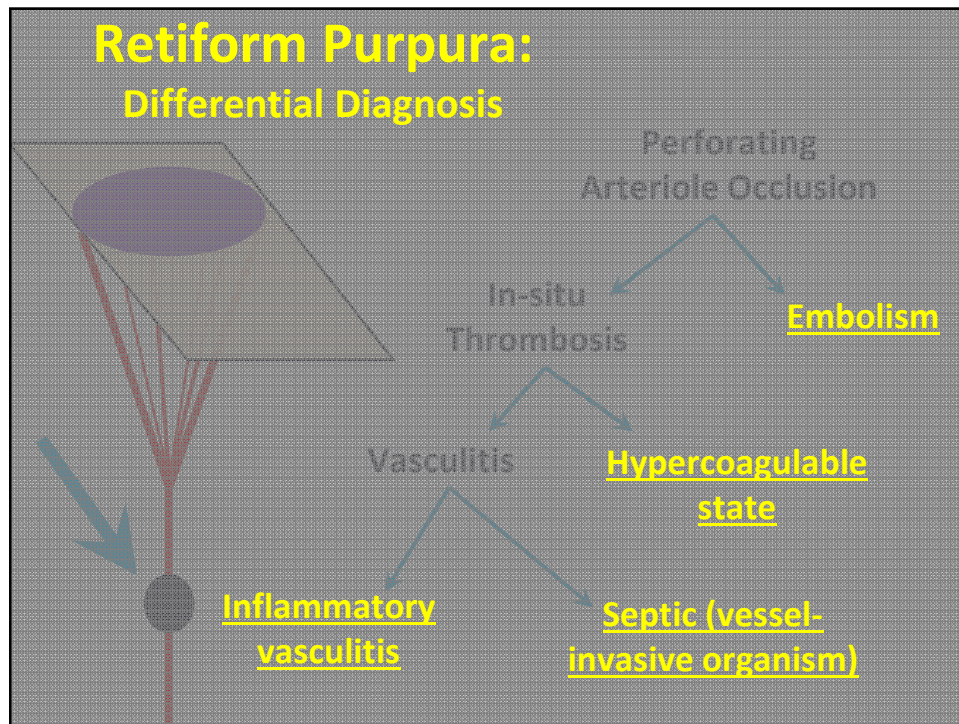 Retiform Purpura:
Differential Diagnosis
Perforating
Arteriole Occlusion
In-situ
Thrombosis
Embolism
Vasculitis
Hypercoagulable
state
Inflammatory
vasculitis
Septic (vessel-
invasive organism)